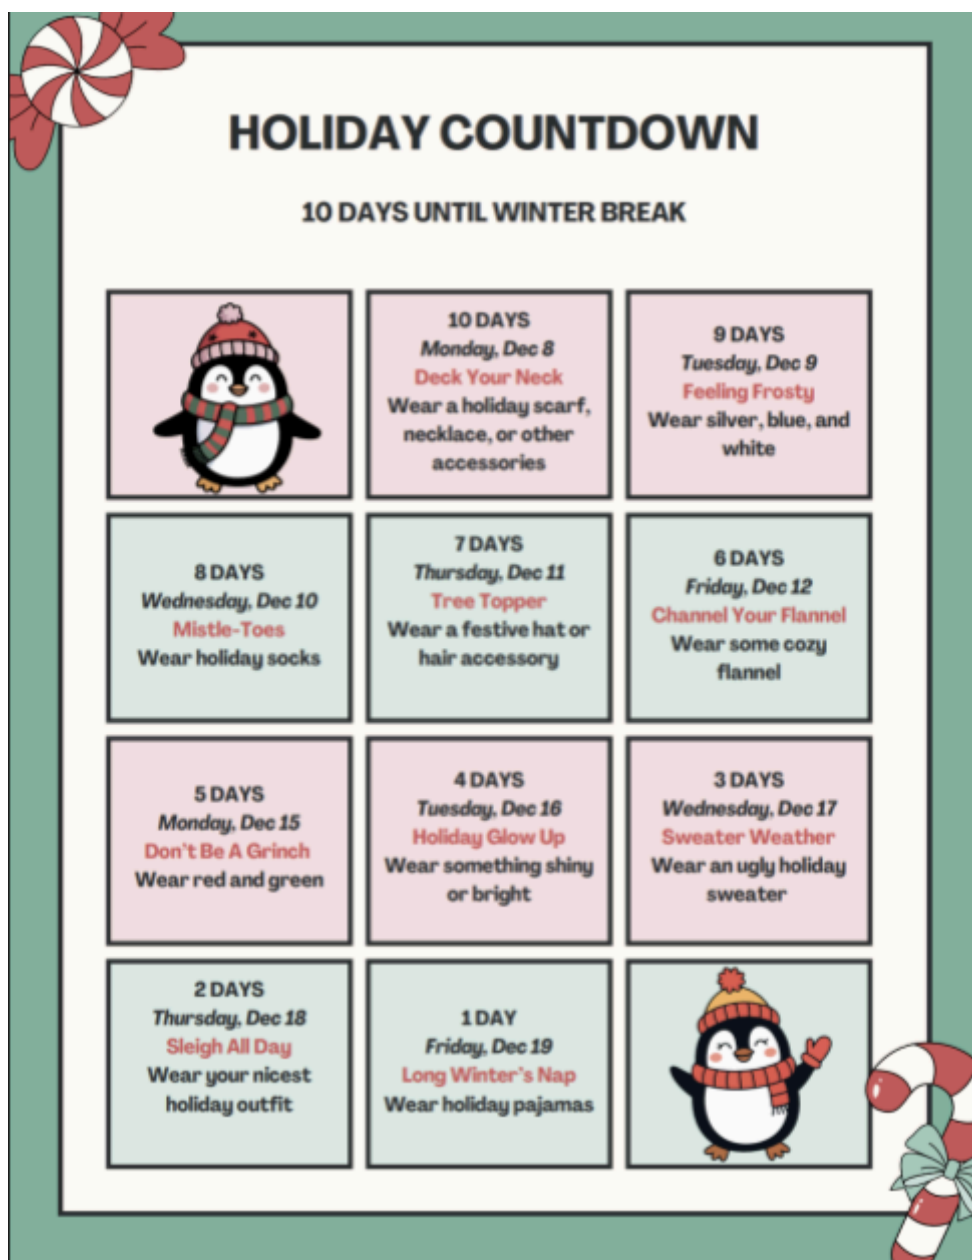 HOLIDAY COUNTDOWN
10 DAYS UNTIL WINTER BREAK
10 DAYS
Monday, Dec 8
Deck Your Neck
Wear a holiday scarf,
necklace, or other
accessories
9 DAYS
Tuesday, Dec 9
Feeling Frosty
Wear silver, blue, and
white
8 DAYS
Wednesday, Dec 10
Mistle-Toes
Wear holiday socks
7 DAYS
Thursday, Dec 11
Tree Topper
Wear a festive hat or
hair accessory
6 DAYS
Friday, Dec 12
Channel Your Flannel
Wear some cozy
flannel
5 DAYS
Monday, Dec 15
Don't Be A Grinch
Wear red and green
4 DAYS
Tuesday, Dec 16
Holiday Glow Up
Wear something shiny
or bright
3 DAYS
Wednesday, Dec 17
Sweater Weather
Wear an ugly holiday
sweater
2 DAYS
Thursday, Dec 18
Sleigh All Day
Wear your nicest
holiday outfit
1 DAY
Friday, Dec 19
Long Winter's Nap
Wear holiday pajamas